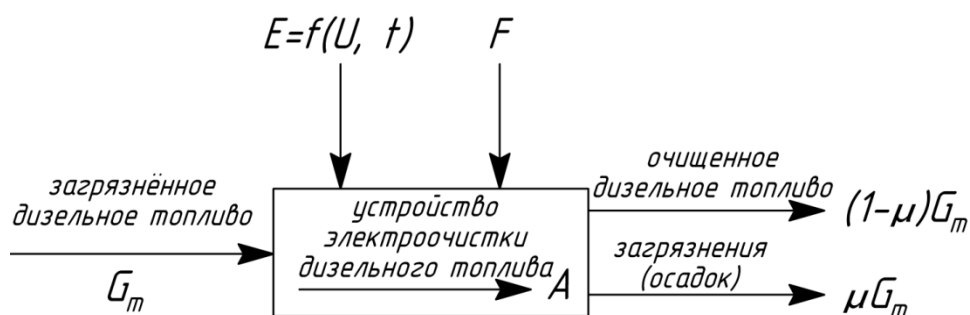 E=f(U, t)
F
загрязнённое
дизельное топливо
G_m
устройство
электроочистки
дизельного топлива
A
очищенное
дизельное топливо
(1-μ)G_m
загрязнения
(осадок)
μG_m